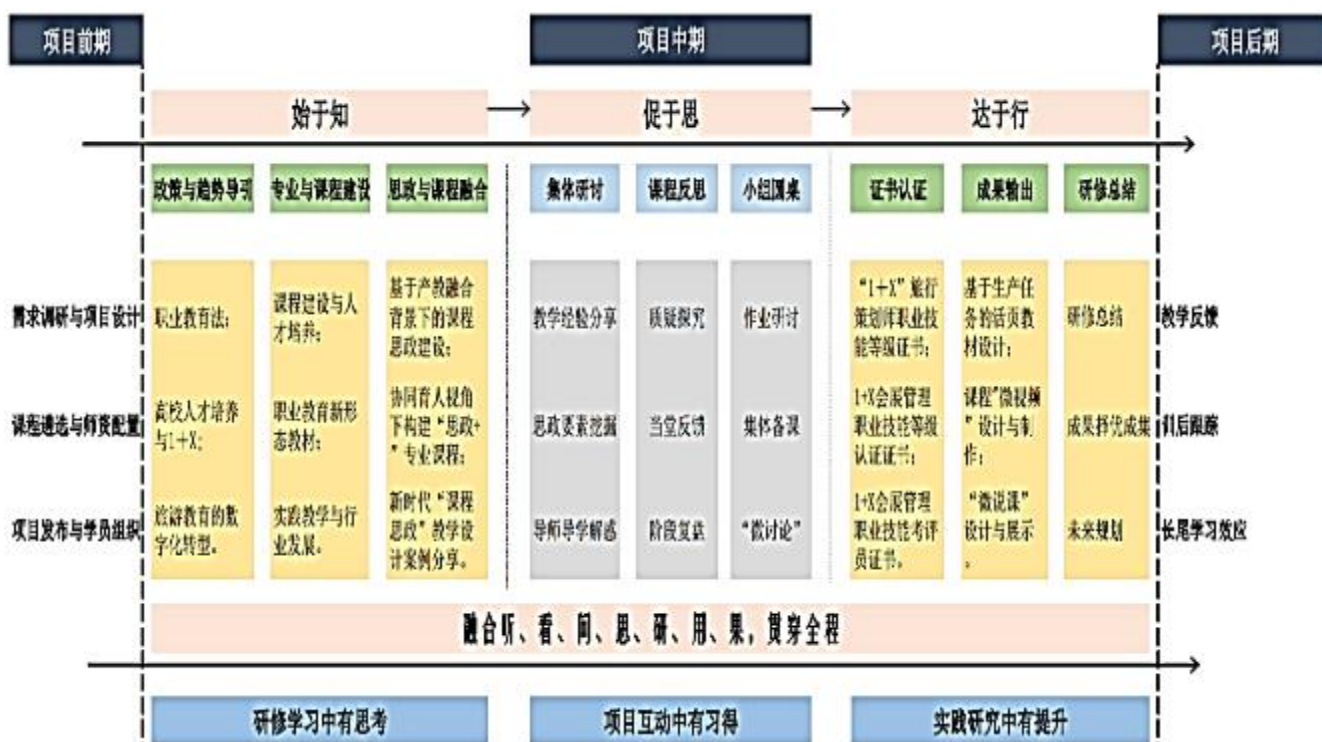 项目前期
项目中期
项目后期
始于知
促于思
达于行
政策与趋势导引
专业与课程建设
思政与课程融合
集体研讨
课程反思
小组圆桌
证书认证
成果输出
研修总结
需求调研与项目设计
课程遴选与师资配置
项目发布与学员组织
职业教育法；
高校人才培养
与1+X；
旅游教育的数
字化转型。
课程建设与人
才培养；
职业教育新形
态教材；
实践教学与行
业发展。
基于产教融合
背景下的课程
思政建设；
协同育人视角
下构建“思政+
”专业课程；
新时代“课程
思政”教学设
计案例分享。
教学经验分享
思政要素挖掘
导师导学解惑
质疑探究
当堂反馈
阶段复盘
作业研讨
集体备课
“微讨论”
“1+X”旅行
策划师职业技
能等级证书；
1+X会展管理
职业技能等级
认证证书；
1+X会展管理
职业技能考评
员证书。
基于生产任
务的活页教
材设计；
课程“微视频
”设计与制
作；
“微说课”
设计与展示
。
研修总结
成果择优成集
未来规划
教学反馈
训后跟踪
长尾学习效应
融合听、看、问、思、研、用、果，贯穿全程
研修学习中有思考
项目互动中有习得
实践研究中有提升